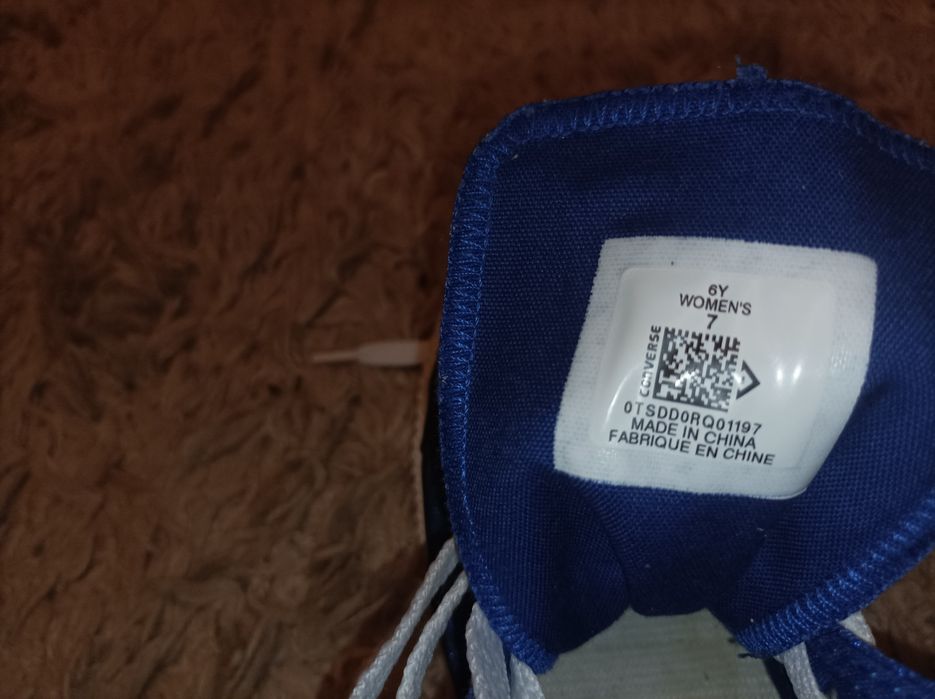 6Y
WOMEN'S
7
CONVERSE
0TSDD0RQ01197
MADE IN CHINA
FABRIQUE EN CHINE